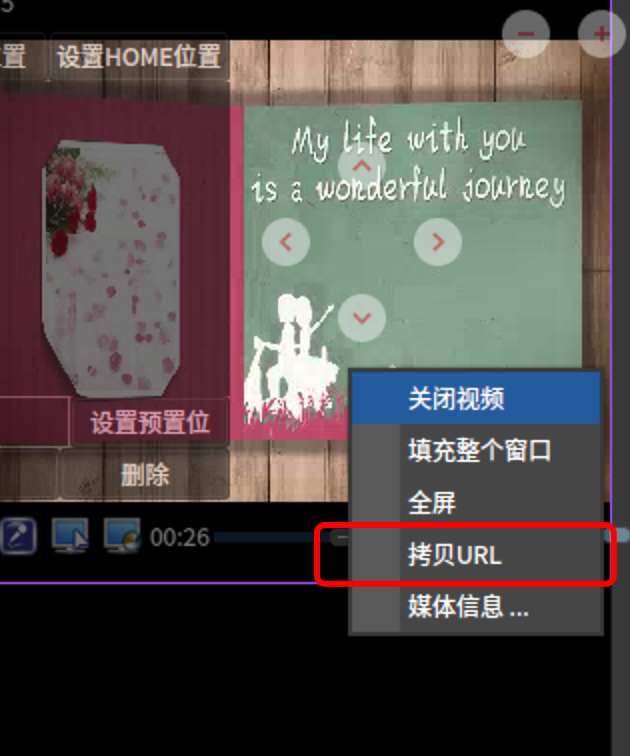 5
置
设置HOME位置
My life with you
is a wonderful journey
设置预置位
删除
00:26
关闭视频
填充整个窗口
全屏
拷贝URL
媒体信息 ...